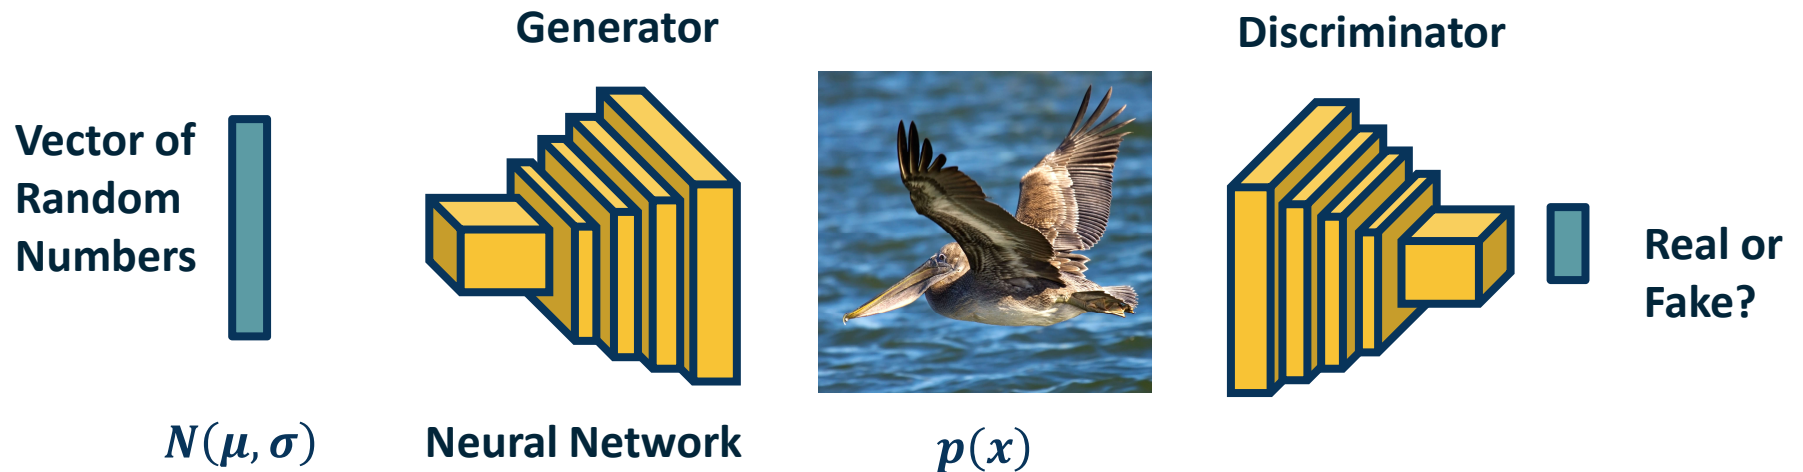 Generator
Discriminator
Vector of
Random
Numbers
Real or
Fake?
N(μ, σ)
Neural Network
p(x)